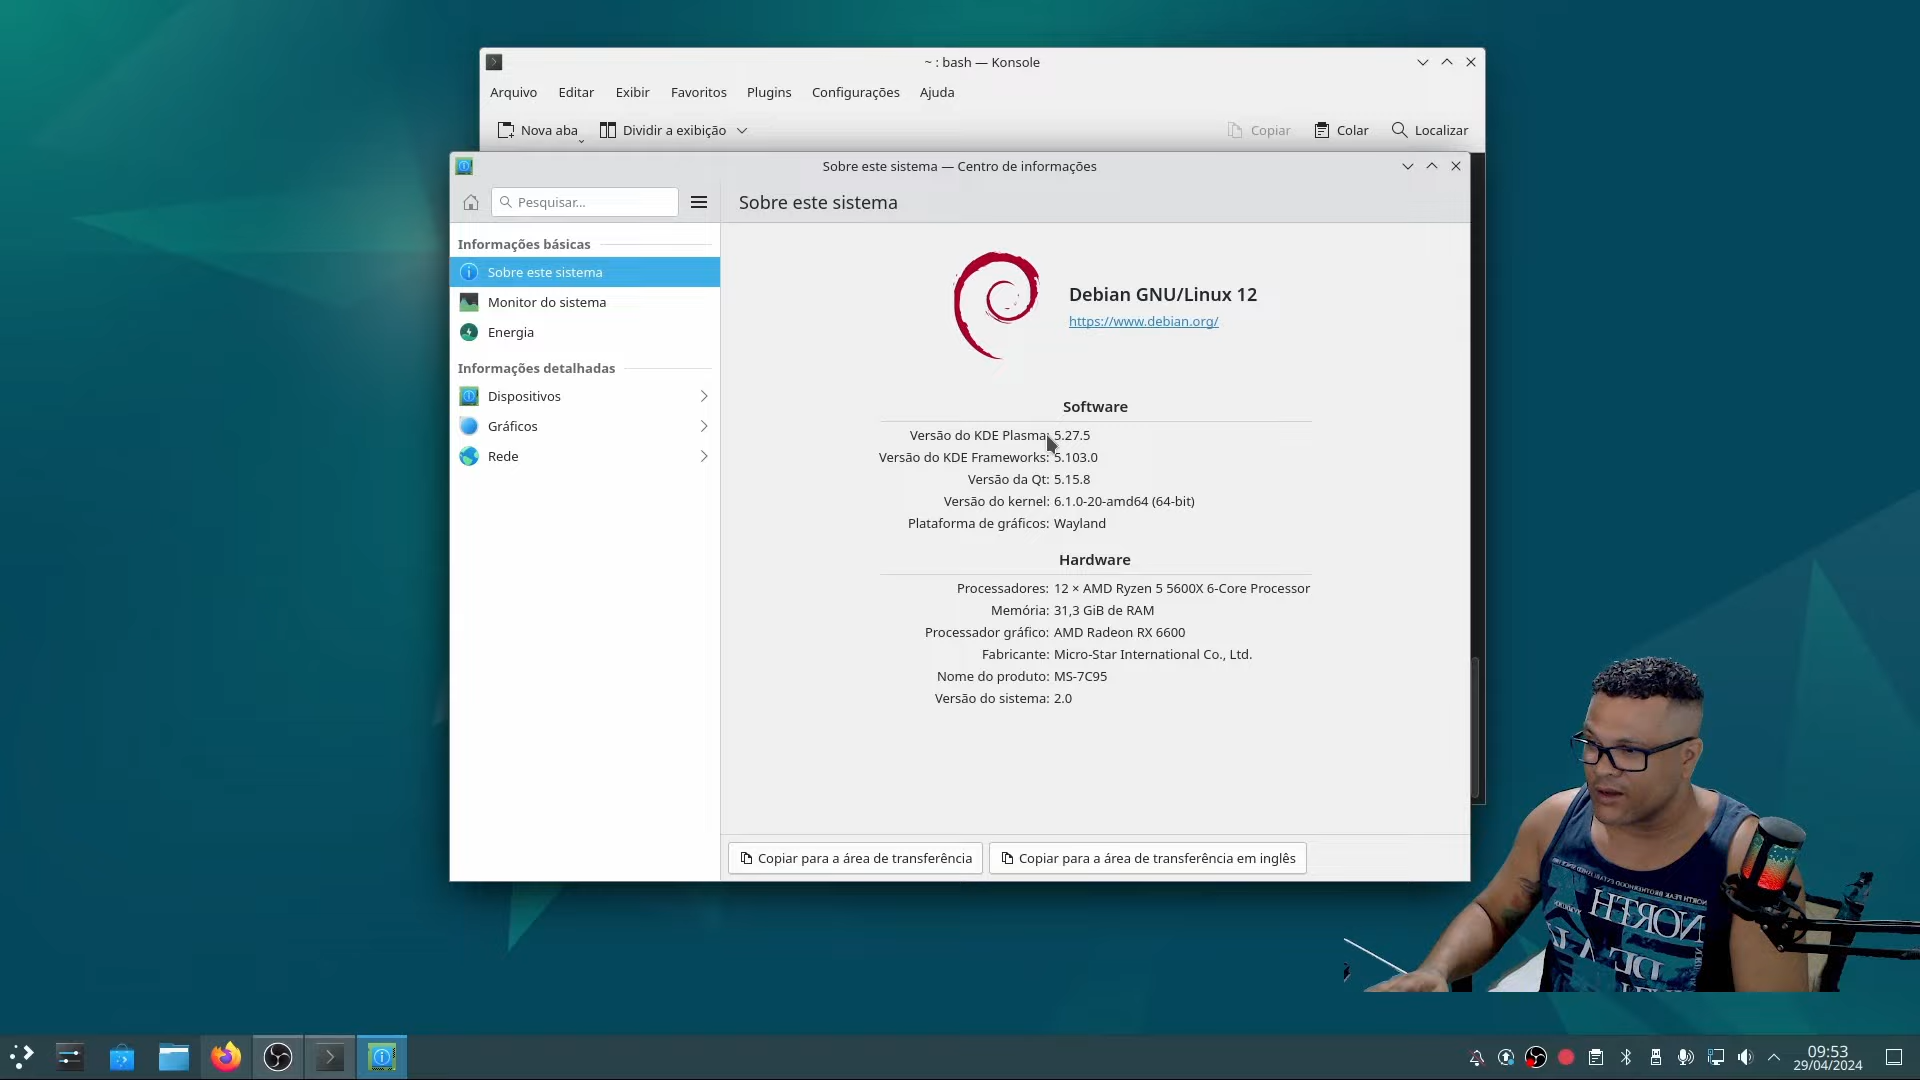 ~ : bash — Konsole
Arquivo Editar Exibir Favoritos Plugins Configurações Ajuda
Nova aba Dividir a exibição Copiar Colar Localizar
Sobre este sistema — Centro de informações
Pesquisar...
Sobre este sistema
Informações básicas
Sobre este sistema
Monitor do sistema
Energia
Informações detalhadas
Dispositivos
Gráficos
Rede
Debian GNU/Linux 12
https://www.debian.org/
Software
Versão do KDE Plasma: 5.27.5
Versão do KDE Frameworks: 5.103.0
Versão da Qt: 5.15.8
Versão do kernel: 6.1.0-20-amd64 (64-bit)
Plataforma de gráficos: Wayland
Hardware
Processadores: 12 × AMD Ryzen 5 5600X 6-Core Processor
Memória: 31,3 GiB de RAM
Processador gráfico: AMD Radeon RX 6600
Fabricante: Micro-Star International Co., Ltd.
Nome do produto: MS-7C95
Versão do sistema: 2.0
Copiar para a área de transferência
Copiar para a área de transferência em inglês
NORTH
09:53
29/04/2024